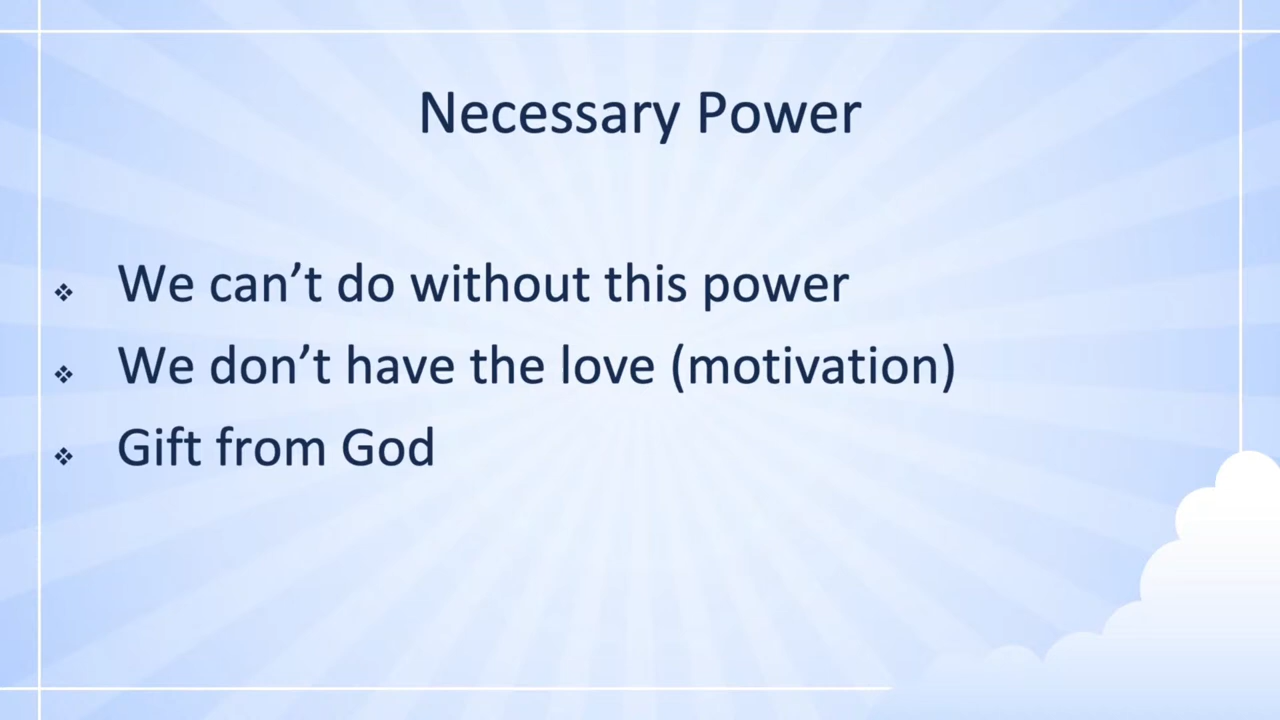 Necessary Power
❖ We can’t do without this power
❖ We don’t have the love (motivation)
❖ Gift from God